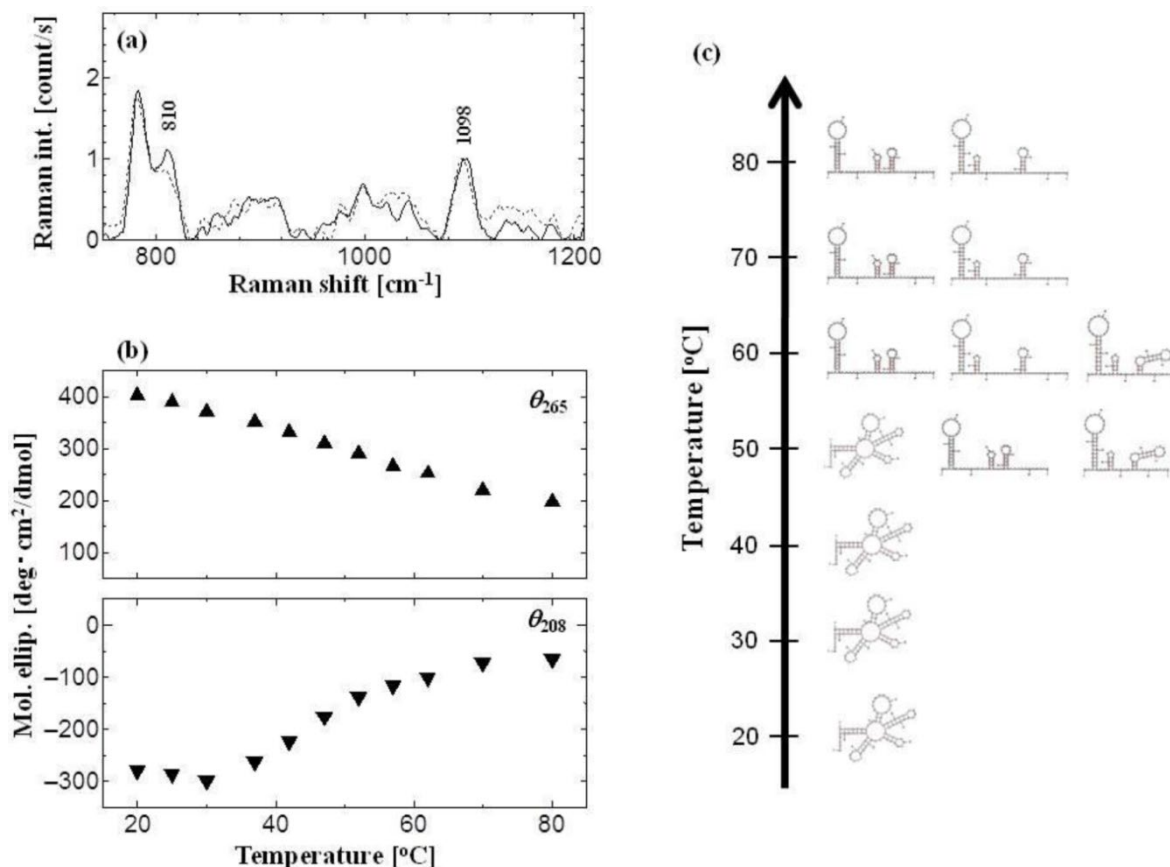 (a)
Raman int. [count/s]
2
1
0
810
1098
800
1000
1200
Raman shift [cm-1]
(b)
Mol. ellip. [deg·cm2/dmol]
θ265
400
300
200
100
θ208
0
−100
−200
−300
20
40
60
80
Temperature [oC]
(c)
Temperature [oC]
80
70
60
50
40
30
20